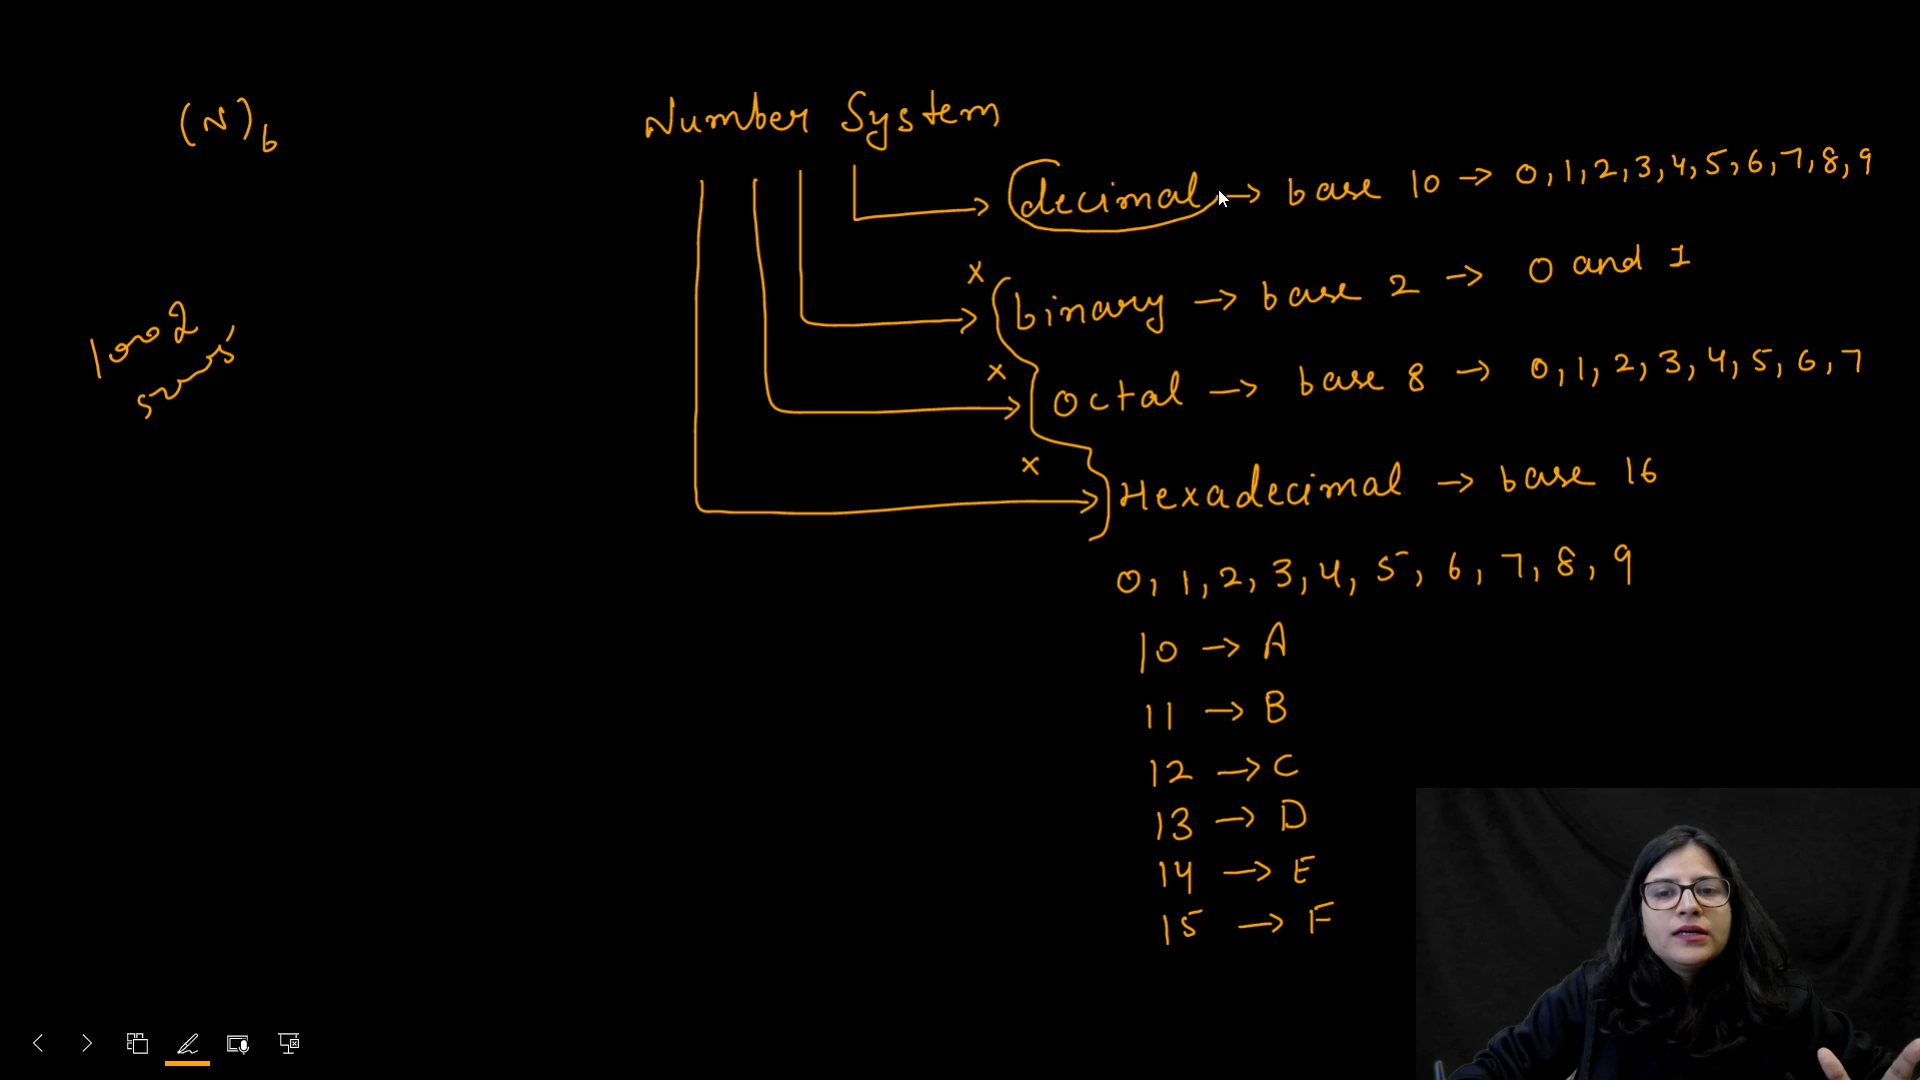 (N)b
Number System
decimal → base 10 → 0, 1, 2, 3, 4, 5, 6, 7, 8, 9
x binary → base 2 → 0 and 1
x octal → base 8 → 0, 1, 2, 3, 4, 5, 6, 7
x Hexadecimal → base 16
0, 1, 2, 3, 4, 5, 6, 7, 8, 9
10 → A
11 → B
12 → C
13 → D
14 → E
15 → F